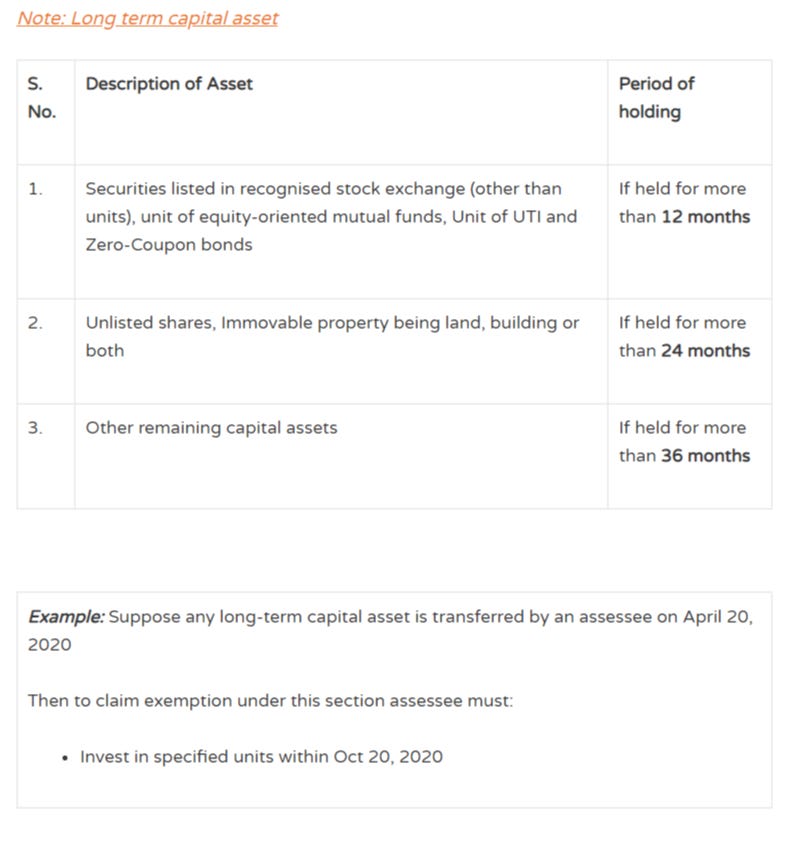 Note: Long term capital asset
S.
No.
Description of Asset
Period of
holding
1.
Securities listed in recognised stock exchange (other than
units), unit of equity-oriented mutual funds, Unit of UTI and
Zero-Coupon bonds
If held for more
than 12 months
2.
Unlisted shares, Immovable property being land, building or
both
If held for more
than 24 months
3.
Other remaining capital assets
If held for more
than 36 months
Example: Suppose any long-term capital asset is transferred by an assessee on April 20,
2020
Then to claim exemption under this section assessee must:
• Invest in specified units within Oct 20, 2020